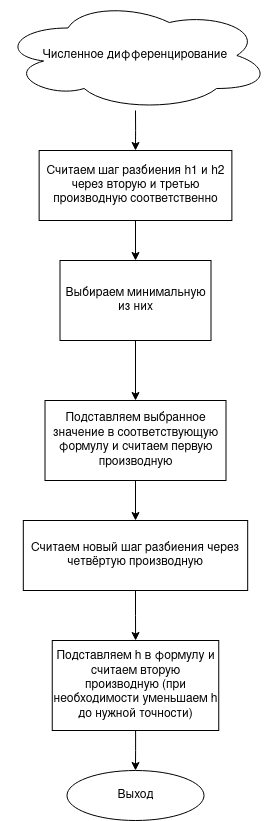 Численное дифференцирование
Считаем шаг разбиения h1 и h2
через вторую и третью
производную соответственно
Выбираем минимальную
из них
Подставляем выбранное
значение в соответствующую
формулу и считаем первую
производную
Считаем новый шаг разбиения через
четвёртую производную
Подставляем h в формулу и
считаем вторую
производную (при
необходимости уменьшаем h
до нужной точности)
Выход